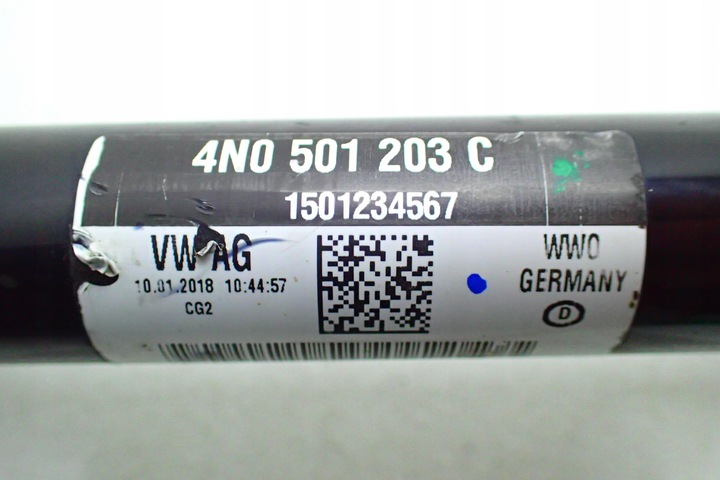 4N0 501 203 C
1501234567
VW AG
10.01.2018 10:44:57
CG2
WWO
GERMANY
D